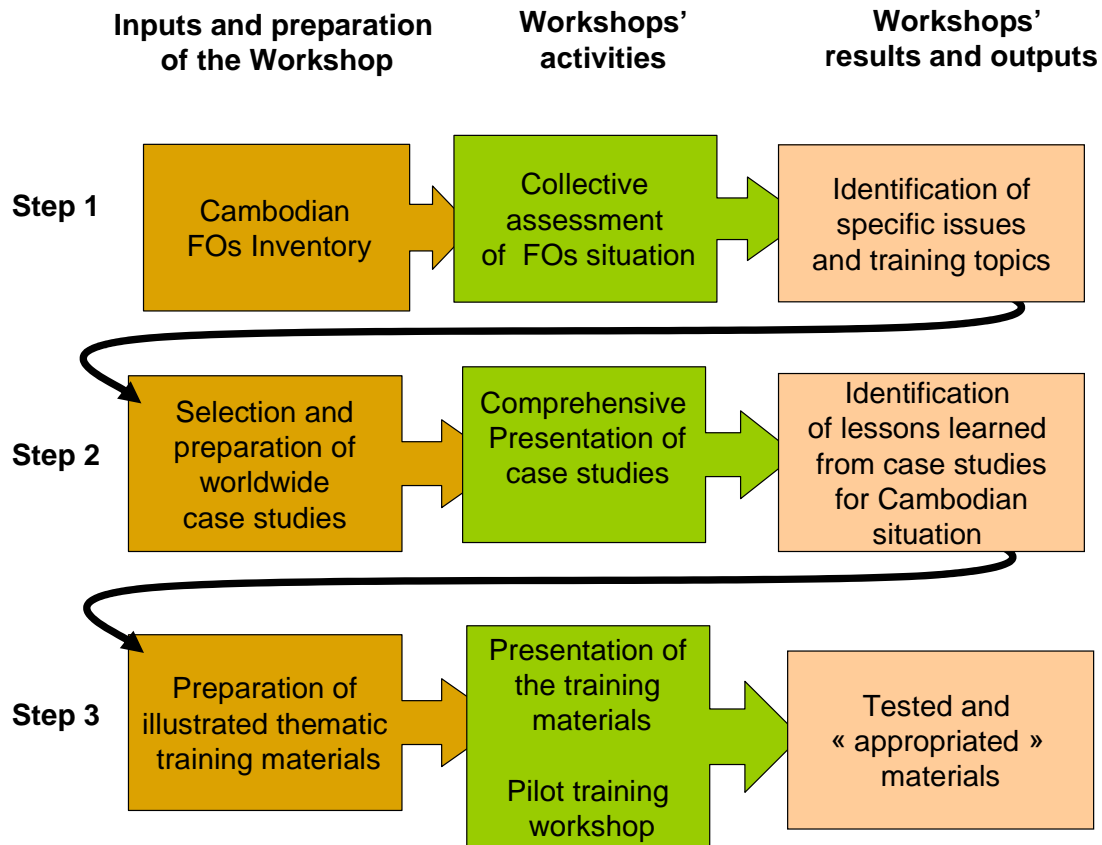 Inputs and preparation
of the Workshop
Workshops’
activities
Workshops’
results and outputs
Step 1
Cambodian
FOs Inventory
Collective
assessment
of FOs situation
Identification of
specific issues
and training topics
Step 2
Selection and
preparation of
worldwide
case studies
Comprehensive
Presentation of
case studies
Identification
of lessons learned
from case studies
for Cambodian
situation
Step 3
Preparation of
illustrated thematic
training materials
Presentation of
the training
materials
Pilot training
workshop
Tested and
« appropriated »
materials